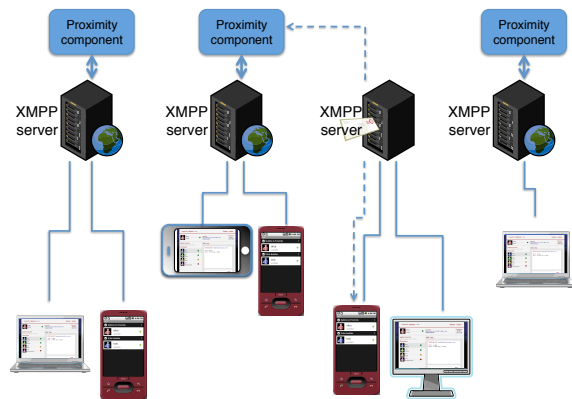 Proximity
component
Proximity
component
Proximity
component
XMPP
server
XMPP
server
XMPP
server
XMPP
server